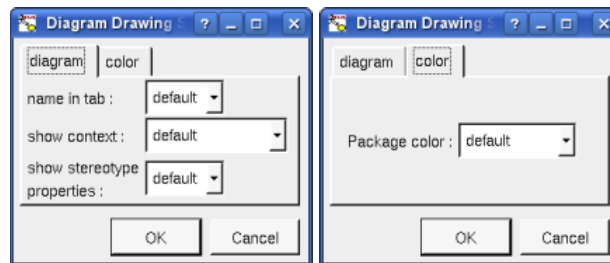 Diagram Drawing S
diagram color
name in tab : default
show context : default
show stereotype
properties : default
OK Cancel
Diagram Drawing S
diagram color
Package color : default
OK Cancel